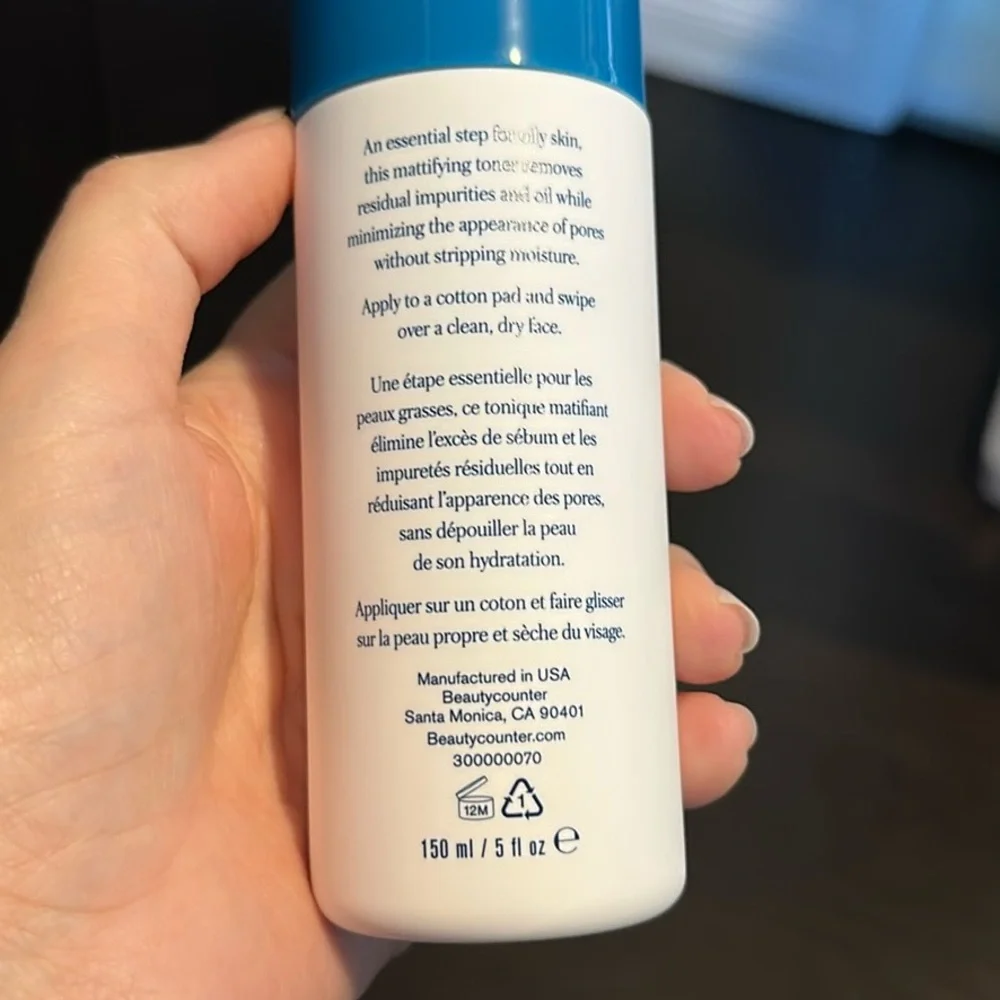 An essential step for oily skin,
this mattifying toner removes
residual impurities and oil while
minimizing the appearance of pores
without stripping moisture.
Apply to a cotton pad and swipe
over a clean, dry face.
Une étape essentielle pour les
peaux grasses, ce tonique matifiant
élimine l'excès de sébum et les
impuretés résiduelles tout en
réduisant l'apparence des pores,
sans dépouiller la peau
de son hydratation.
Appliquer sur un coton et faire glisser
sur la peau propre et sèche du visage.
Manufactured in USA
Beautycounter
Santa Monica, CA 90401
Beautycounter.com
300000070
12M 1
150 ml / 5 fl oz e